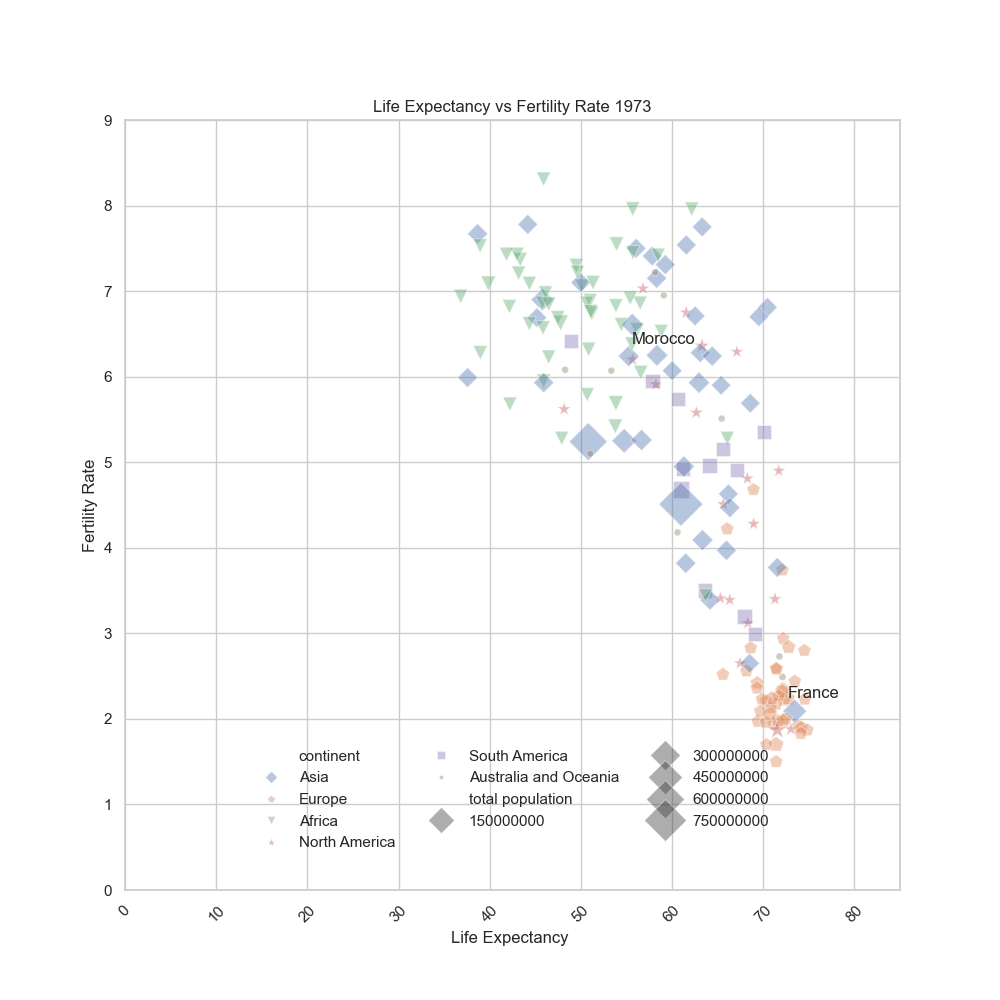 Life Expectancy vs Fertility Rate 1973
9
8
7
6
5
4
3
2
1
0
Fertility Rate
Morocco
France
continent
Asia
Europe
Africa
North America
South America
Australia and Oceania
total population
150000000
300000000
450000000
600000000
750000000
0 10 20 30 40 50 60 70 80
Life Expectancy